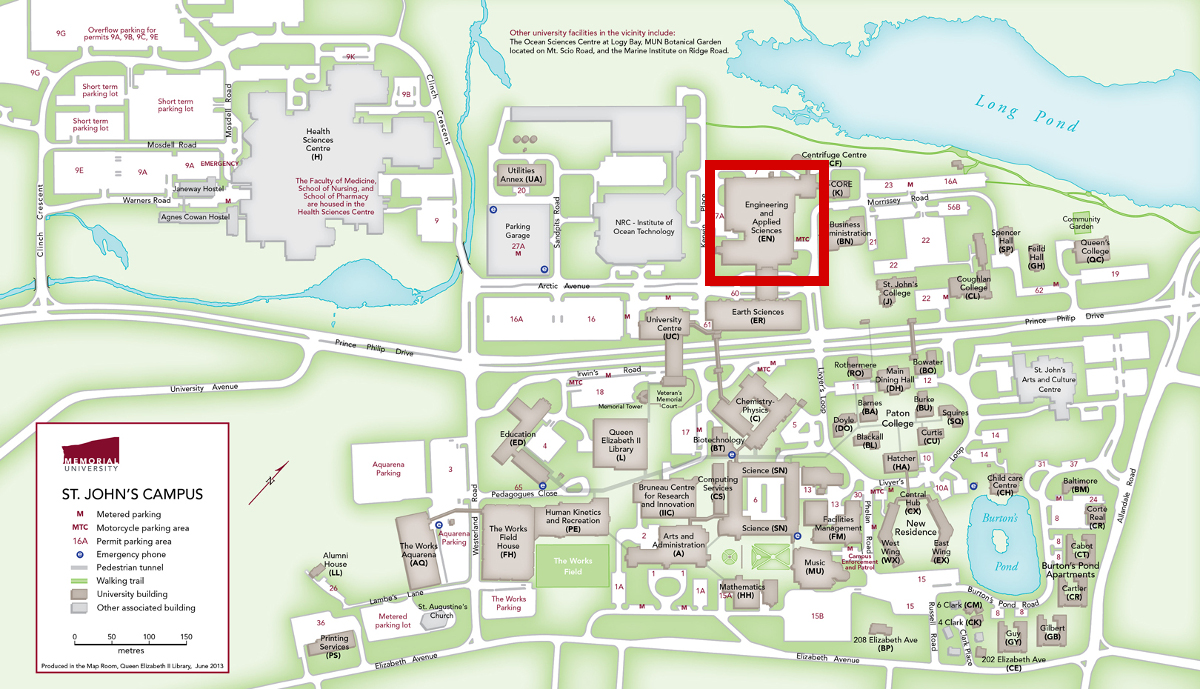 9G
Overflow parking for
permits 9A, 9B, 9C, 9E
9G
Short term
parking lot
Short term
parking lot
Short term
parking lot
Mosdell Road
Mosdell Road
9K
9B
Clinch Crescent
Health
Sciences
Centre
(H)
The Faculty of Medicine,
School of Nursing, and
School of Pharmacy
are housed in the
Health Sciences Centre
EMERGENCY
9E
9A
9A
Janeway Hostel
M
Warners Road
Agnes Cowan Hostel
9
Clinch Crescent
Other university facilities in the vicinity include:
The Ocean Sciences Centre at Logy Bay, MUN Botanical Garden
located on Mt. Scio Road, and the Marine Institute on Ridge Road.
Long Pond
Utilities
Annex (UA)
20
Parking
Garage
27A
M
Sandpits Road
NRC - Institute of
Ocean Technology
Kerwin Place
7A
Engineering
and
Applied
Sciences
(EN)
MTC
Centrifuge Centre
(CF)
C-CORE
(K)
23
M
16A
Morrissey Road
56B
Business
Administration
(BN)
21
22
22
22
M
Spencer
Hall
(SP)
Feild
Hall
(GH)
Community
Garden
Queen's
College
(QC)
19
Coughlan
College
(CL)
St. John's
College
(J)
62
M
Arctic Avenue
16A
16
M
M
60
Earth Sciences
(ER)
University
Centre
(UC)
61
Prince Philip Drive
Prince Philip Drive
University Avenue
Irwin's Road
M
MTC
18
Memorial Tower
Veteran's
Memorial
Court
M
MTC
Chemistry-
Physics
(C)
5
Livyer's Loop
Rothermere
(RO)
Main
Dining Hall
(DH)
Bowater
(BO)
11
12
Barnes
(BA)
Burke
(BU)
Squires
(SQ)
Doyle
(DO)
Paton
College
Blackall
(BL)
Curtis
(CU)
Hatcher
(HA)
10
Livyer's
Loop
14
14
St. John's
Arts and Culture
Centre
Education
(ED)
4
Queen
Elizabeth II
Library
(L)
17
M
Biotechnology
(BT)
Aquarena
Parking
3
Westerland Road
65
Pedagogues Close
Bruneau Centre
for Research
and Innovation
(IIC)
Computing
Services
(CS)
Science (SN)
6
Science (SN)
13
13
30
MTC
M
Phelan Road
Facilities
Management
(FM)
M
Campus
Enforcement
and Patrol
Central
Hub
(CX)
New
Residence
West
Wing
(WX)
East
Wing
(EX)
10A
Child care
Centre
(CH)
31
37
Baltimore
(BM)
M
24
Corte
Real
(CR)
8
8
Cabot
(CT)
Burton's Pond
Apartments
Cartier
(CR)
Allandale Road
Burton's
Pond
Human Kinetics
and Recreation
(PE)
The Works
Field
House
(FH)
Aquarena
Parking
The Works
Aquarena
(AQ)
The Works
Field
2
Arts and
Administration
(A)
1A
1
1
1A
M
M
15A
Mathematics
(HH)
Music
(MU)
15B
15
15
Alumni
House
(LL)
26
Lambe's Lane
St. Augustine's
Church
The Works
Parking
Metered
parking lot
36
Printing
Services
(PS)
Elizabeth Avenue
Elizabeth Avenue
208 Elizabeth Ave
(BP)
Russell Road
6 Clark (CM)
4 Clark (CK)
Clark Place
Burton's Pond Road
8
8
Guy
(GY)
Gilbert
(GB)
202 Elizabeth Ave
(CE)
MEMORIAL
UNIVERSITY
ST. JOHN'S CAMPUS
M Metered parking
MTC Motorcycle parking area
16A Permit parking area
Emergency phone
Pedestrian tunnel
Walking trail
University building
Other associated building
0 50 100 150
metres
Produced in the Map Room, Queen Elizabeth II Library, June 2013